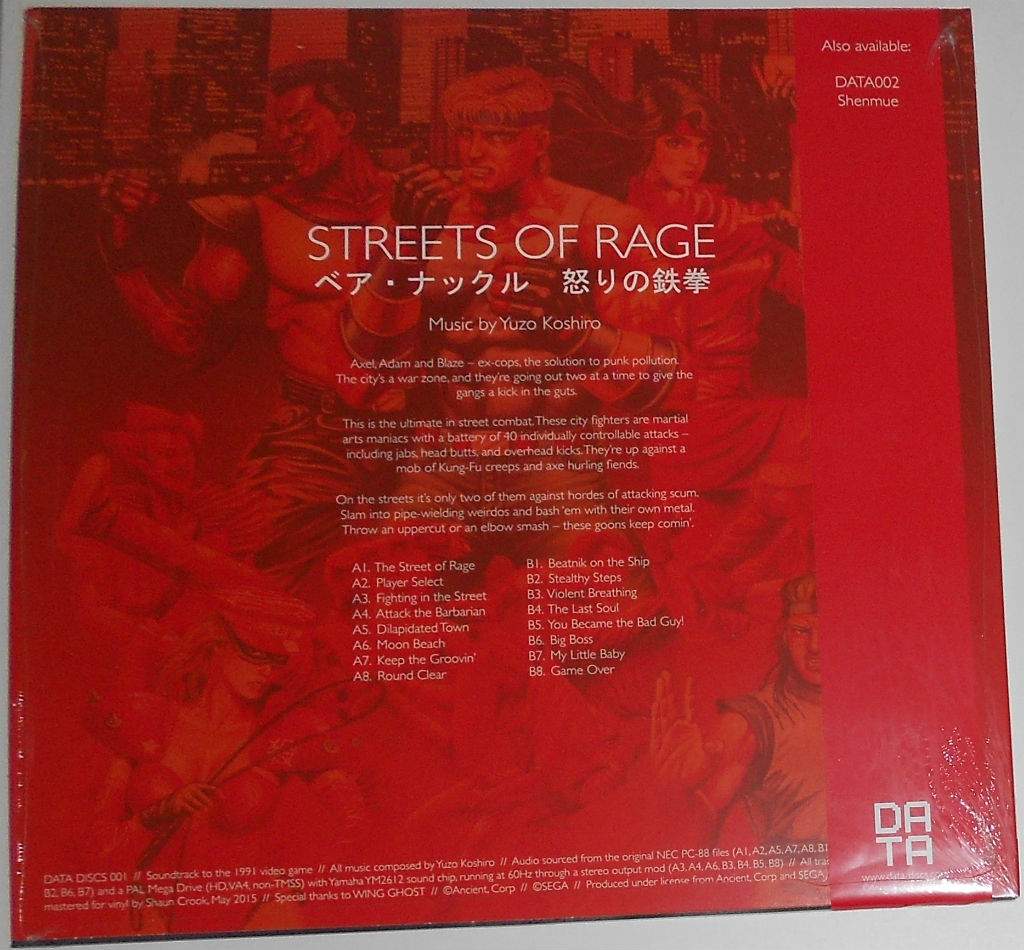 Also available:
DATA002
Shenmue
STREETS OF RAGE
ベア・ナックル 怒りの鉄拳
Music by Yuzo Koshiro
Axel, Adam and Blaze – ex-cops, the solution to punk pollution.
The city's a war zone, and they're going out two at a time to give the
gangs a kick in the guts.
This is the ultimate in street combat. These city fighters are martial
arts maniacs with a battery of 40 individually controllable attacks –
including jabs, head butts, and overhead kicks. They're up against a
mob of Kung-Fu creeps and axe hurling fiends.
On the streets it's only two of them against hordes of attacking scum.
Slam into pipe-wielding weirdos and bash 'em with their own metal.
Throw an uppercut or an elbow smash – these goons keep comin'.
A1. The Street of Rage
A2. Player Select
A3. Fighting in the Street
A4. Attack the Barbarian
A5. Dilapidated Town
A6. Moon Beach
A7. Keep the Groovin'
A8. Round Clear
B1. Beatnik on the Ship
B2. Stealthy Steps
B3. Violent Breathing
B4. The Last Soul
B5. You Became the Bad Guy!
B6. Big Boss
B7. My Little Baby
B8. Game Over
DATA DISCS 001 // Soundtrack to the 1991 video game // All music composed by Yuzo Koshiro // Audio sourced from the original NEC PC-88 files (A1, A2, A5, A7, A8, B1
B2, B6, B7) and a PAL Mega Drive (HD, VA4, non-TMSS) with Yamaha YM2612 sound chip, running at 60Hz through a stereo output mod (A3, A4, A6, B3, B4, B5, B8) // All
mastered for vinyl by Shaun Crook, May 2015 // Special thanks to WING GHOST // ©Ancient, Corp // ©SEGA // Produced under license from Ancient, Corp and SEGA
DA
TA
www.data-discs.com